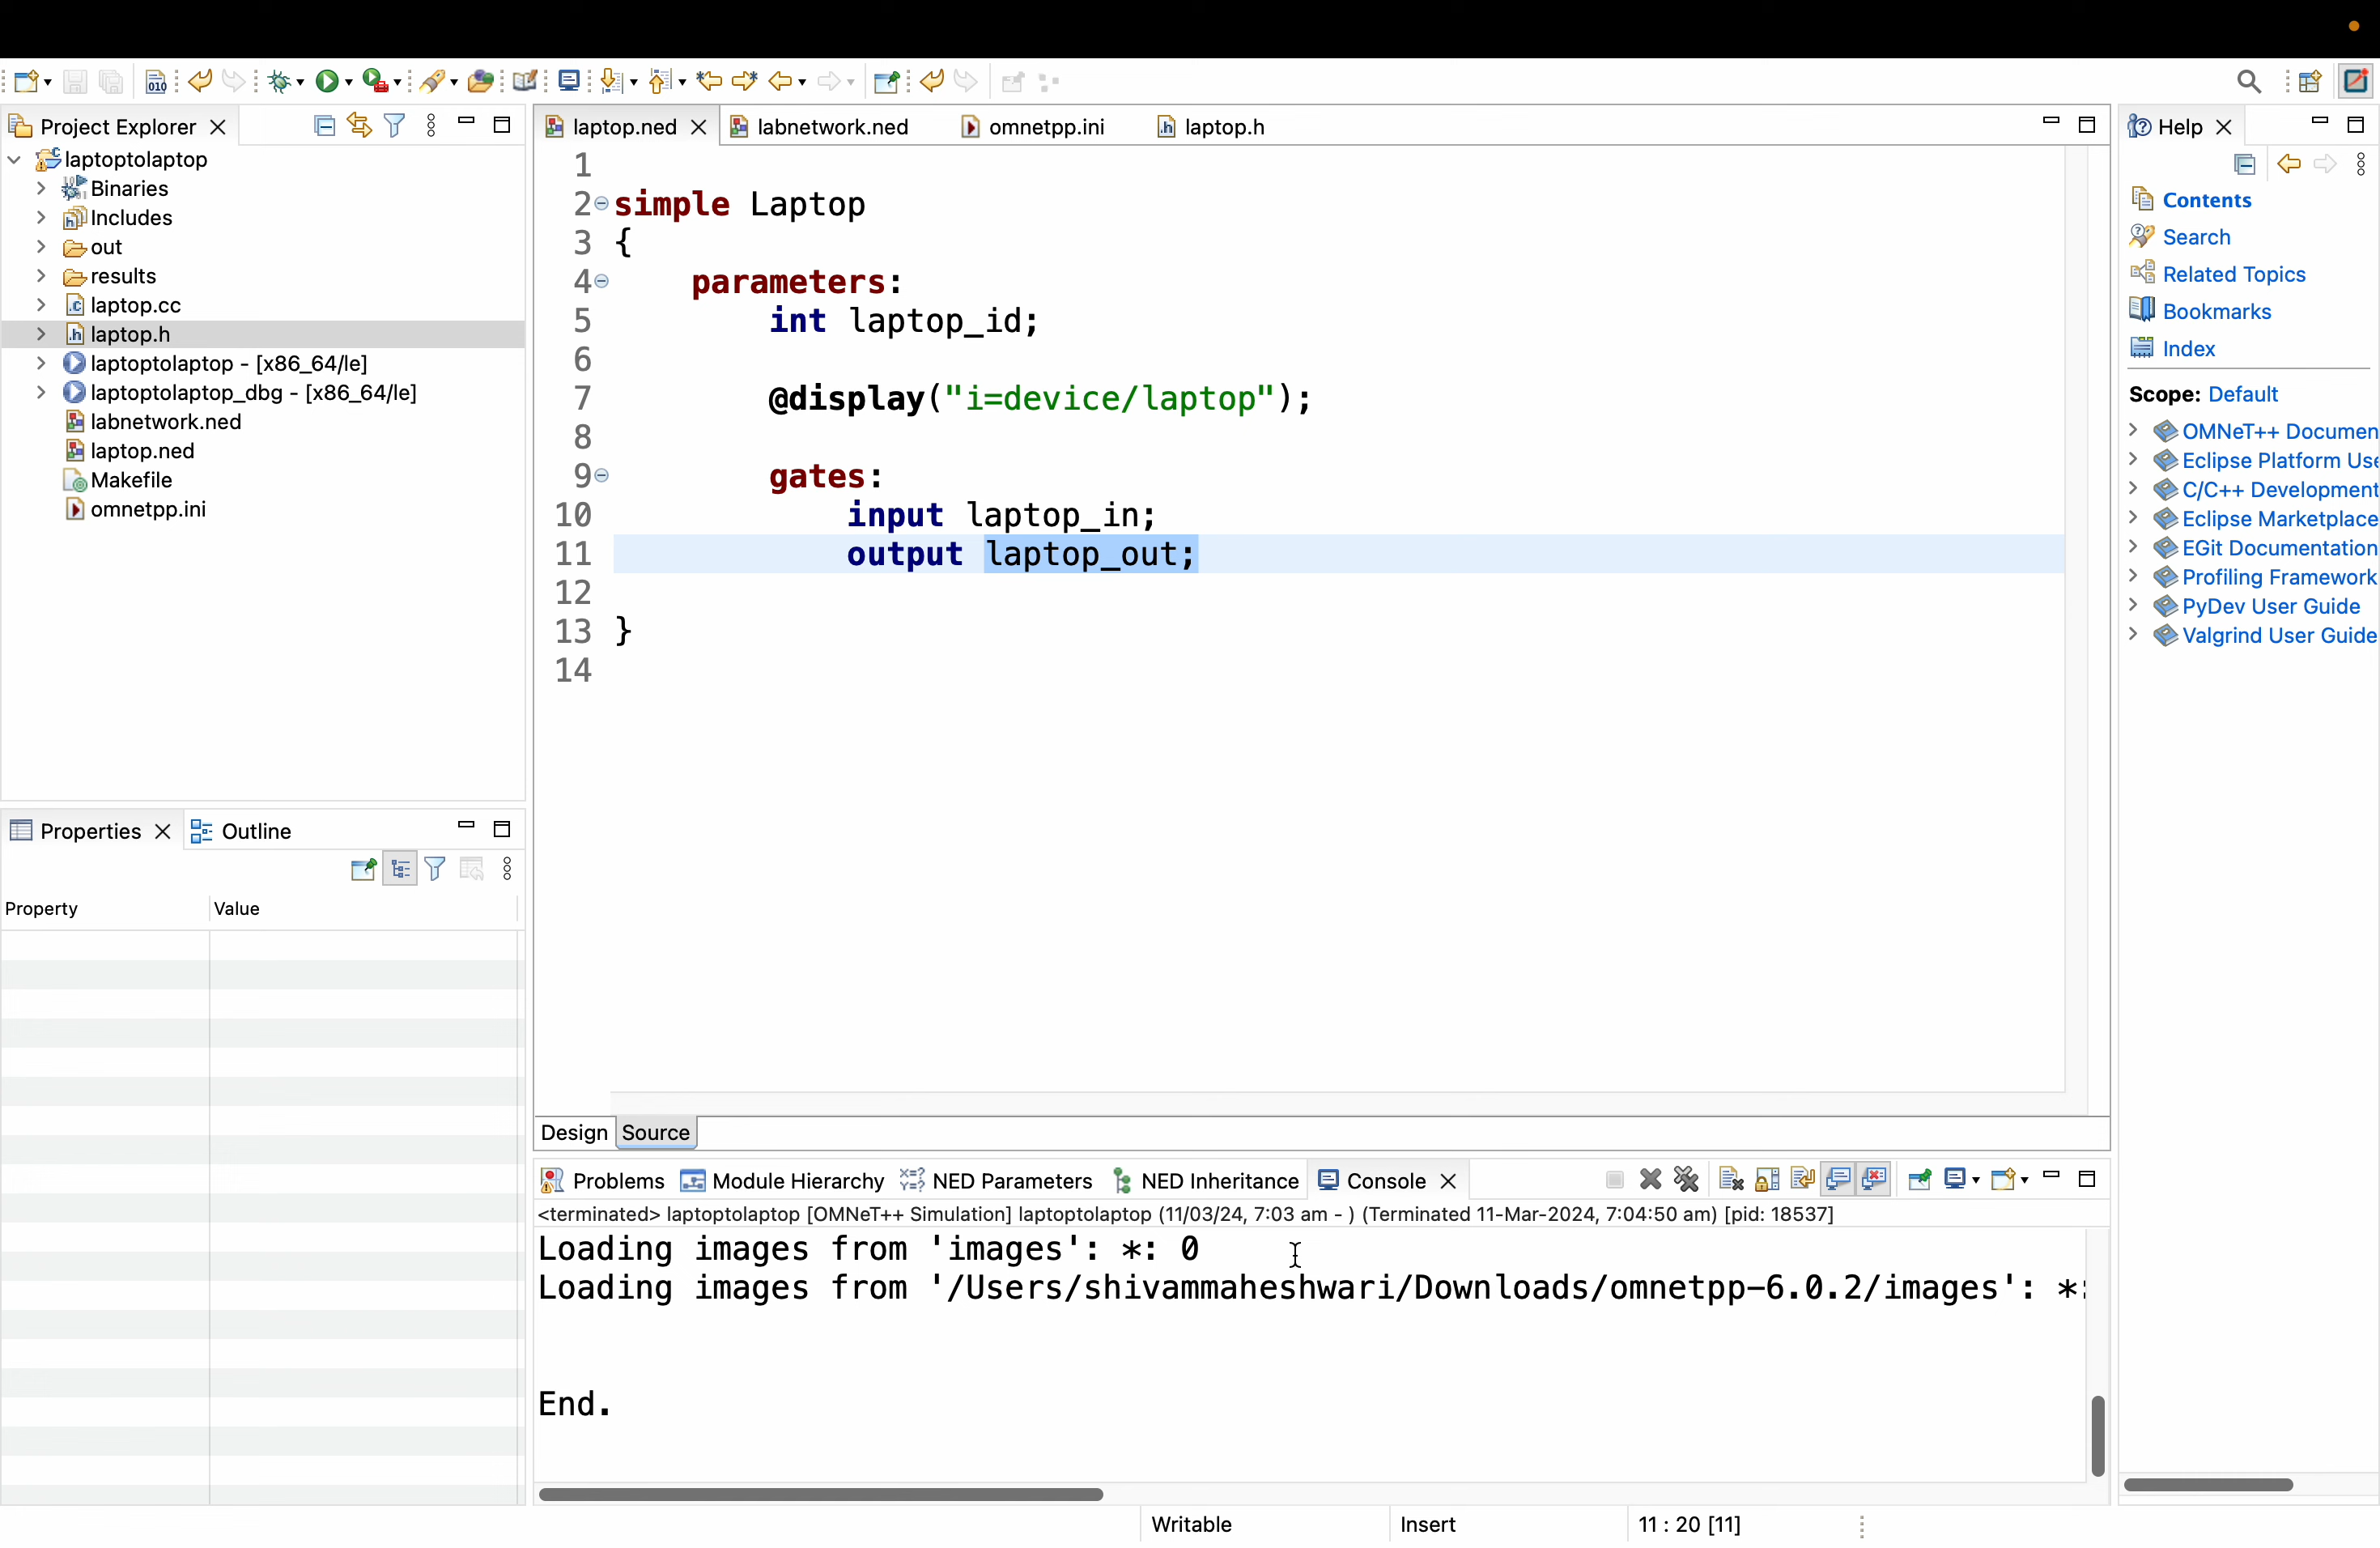 Project Explorer
laptoptolaptop
Binaries
Includes
out
results
laptop.cc
laptop.h
laptoptolaptop - [x86_64/le]
laptoptolaptop_dbg - [x86_64/le]
labnetwork.ned
laptop.ned
Makefile
omnetpp.ini
Properties
Outline
Property
Value
laptop.ned
labnetwork.ned
omnetpp.ini
laptop.h
1
2 simple Laptop
3 {
4 parameters:
5 int laptop_id;
6
7 @display("i=device/laptop");
8
9 gates:
10 input laptop_in;
11 output laptop_out;
12
13 }
14
Design Source
Problems Module Hierarchy NED Parameters NED Inheritance Console
<terminated> laptoptolaptop [OMNeT++ Simulation] laptoptolaptop (11/03/24, 7:03 am - ) (Terminated 11-Mar-2024, 7:04:50 am) [pid: 18537]
Loading images from 'images': *: 0
Loading images from '/Users/shivammaheshwari/Downloads/omnetpp-6.0.2/images': *:
End.
Writable
Insert
11 : 20 [11]
Help
Contents
Search
Related Topics
Bookmarks
Index
Scope: Default
OMNeT++ Documen
Eclipse Platform Use
C/C++ Development
Eclipse Marketplace
EGit Documentation
Profiling Framework
PyDev User Guide
Valgrind User Guide